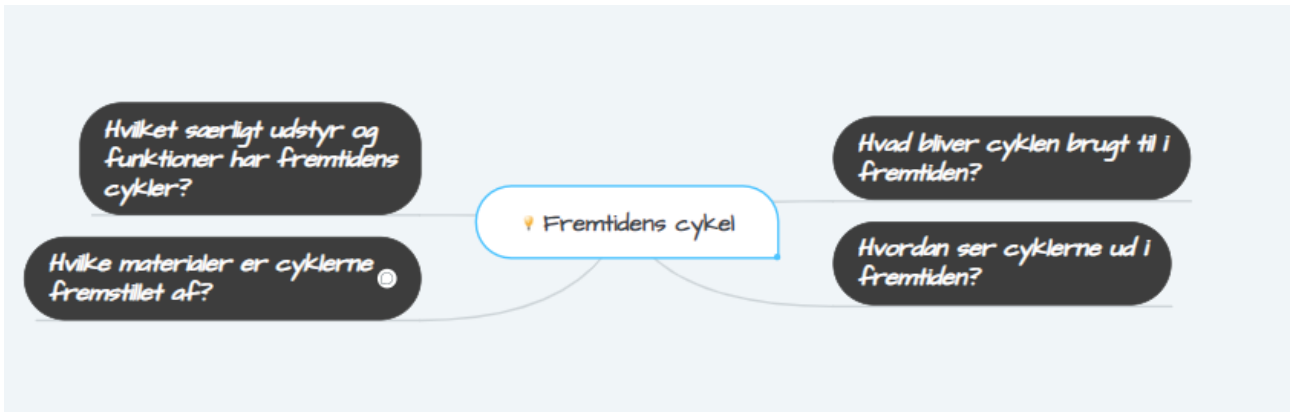 Hvilket særligt udstyr og
funktioner har fremtidens
cykler?
Hvilke materialer er cyklerne
fremstillet af?
Fremtidens cykel
Hvad bliver cyklen brugt til i
fremtiden?
Hvordan ser cyklerne ud i
fremtiden?